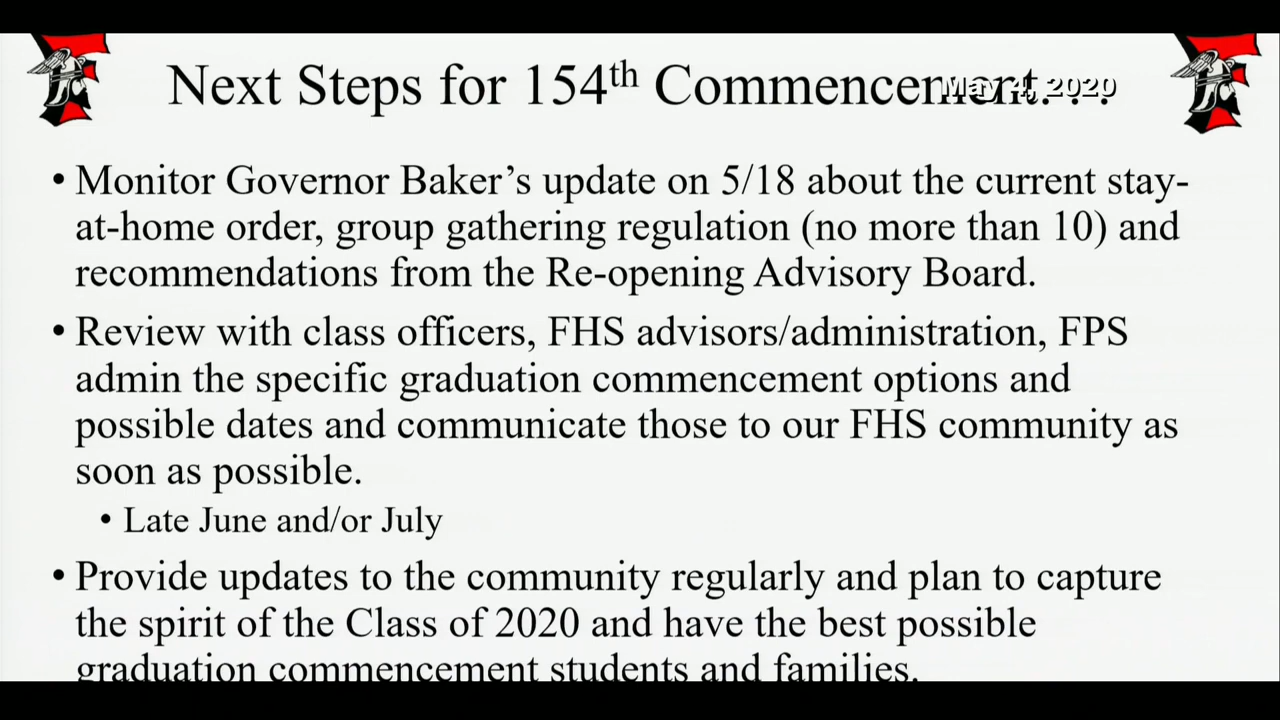 Next Steps for 154th Commencement. . .
May 4, 2020
• Monitor Governor Baker’s update on 5/18 about the current stay-
at-home order, group gathering regulation (no more than 10) and
recommendations from the Re-opening Advisory Board.
• Review with class officers, FHS advisors/administration, FPS
admin the specific graduation commencement options and
possible dates and communicate those to our FHS community as
soon as possible.
• Late June and/or July
• Provide updates to the community regularly and plan to capture
the spirit of the Class of 2020 and have the best possible
graduation commencement students and families.